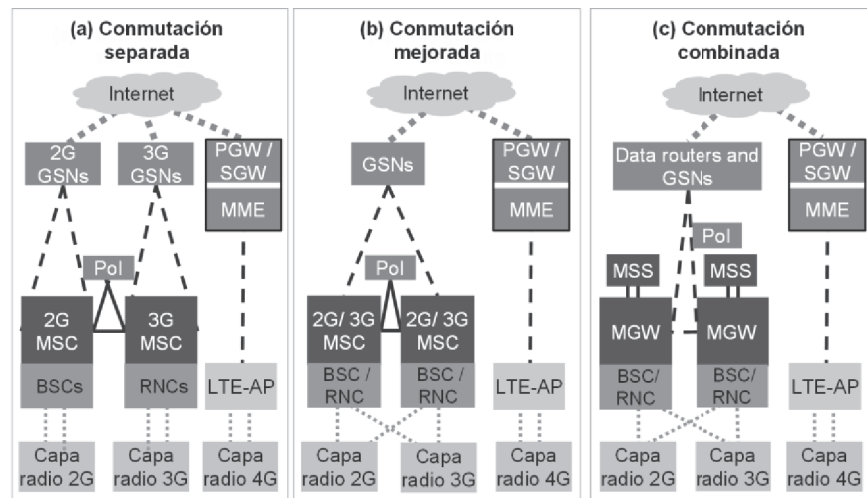 (a) Conmutación
separada
Internet
2G
GSNs
3G
GSNs
PGW /
SGW
MME
PoI
2G
MSC
3G
MSC
BSCs
RNCs
LTE-AP
Capa
radio 2G
Capa
radio 3G
Capa
radio 4G
(b) Conmutación
mejorada
Internet
GSNs
PGW /
SGW
MME
PoI
2G/ 3G
MSC
2G/ 3G
MSC
BSC /
RNC
BSC /
RNC
LTE-AP
Capa
radio 2G
Capa
radio 3G
Capa
radio 4G
(c) Conmutación
combinada
Internet
Data routers and
GSNs
PGW /
SGW
MME
PoI
MSS
MSS
MGW
MGW
BSC/
RNC
BSC/
RNC
LTE-AP
Capa
radio 2G
Capa
radio 3G
Capa
radio 4G